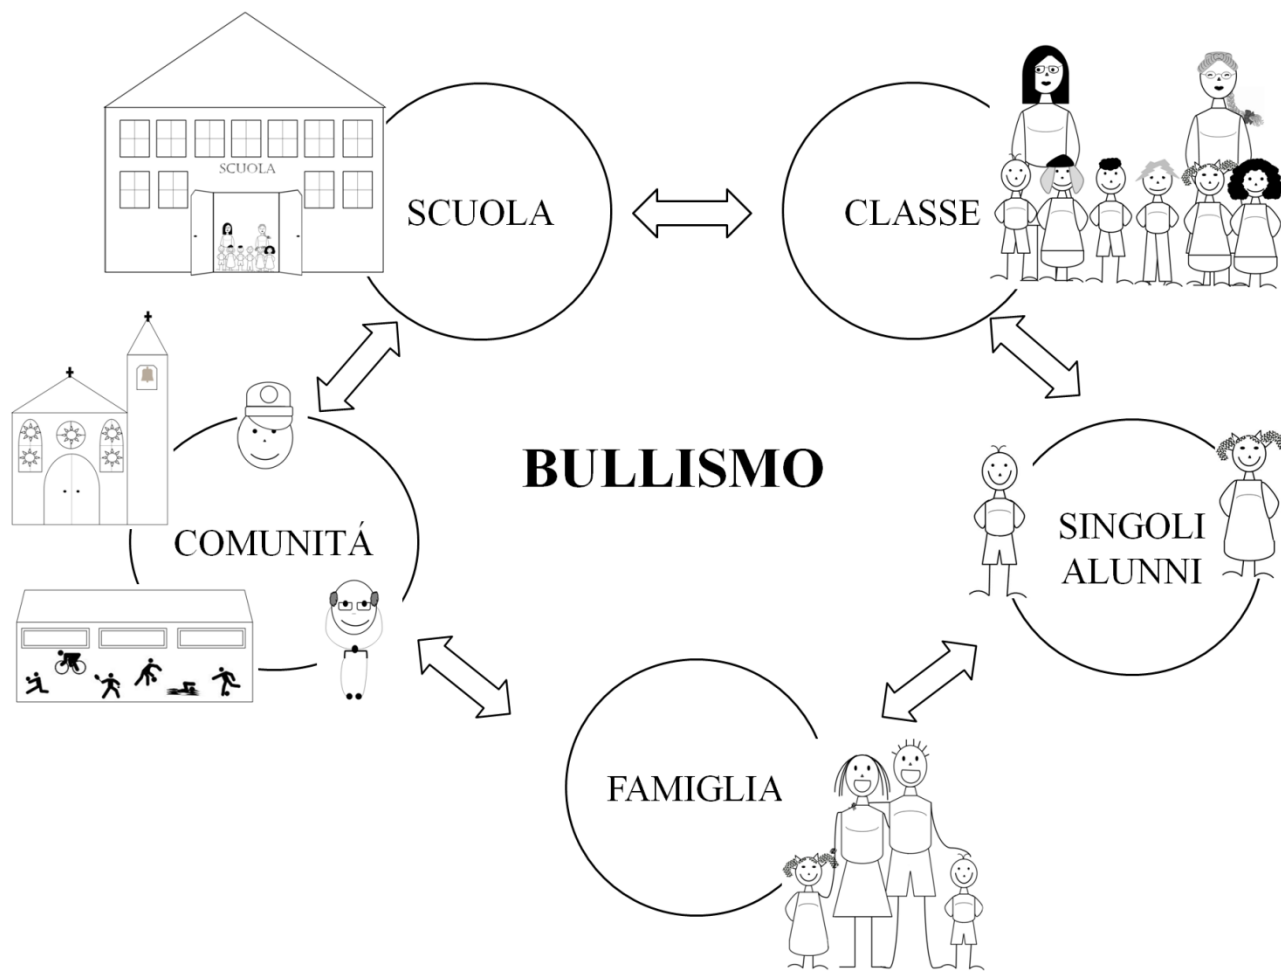 SCUOLA
SCUOLA
CLASSE
BULLISMO
COMUNITÁ
SINGOLI
ALUNNI
FAMIGLIA